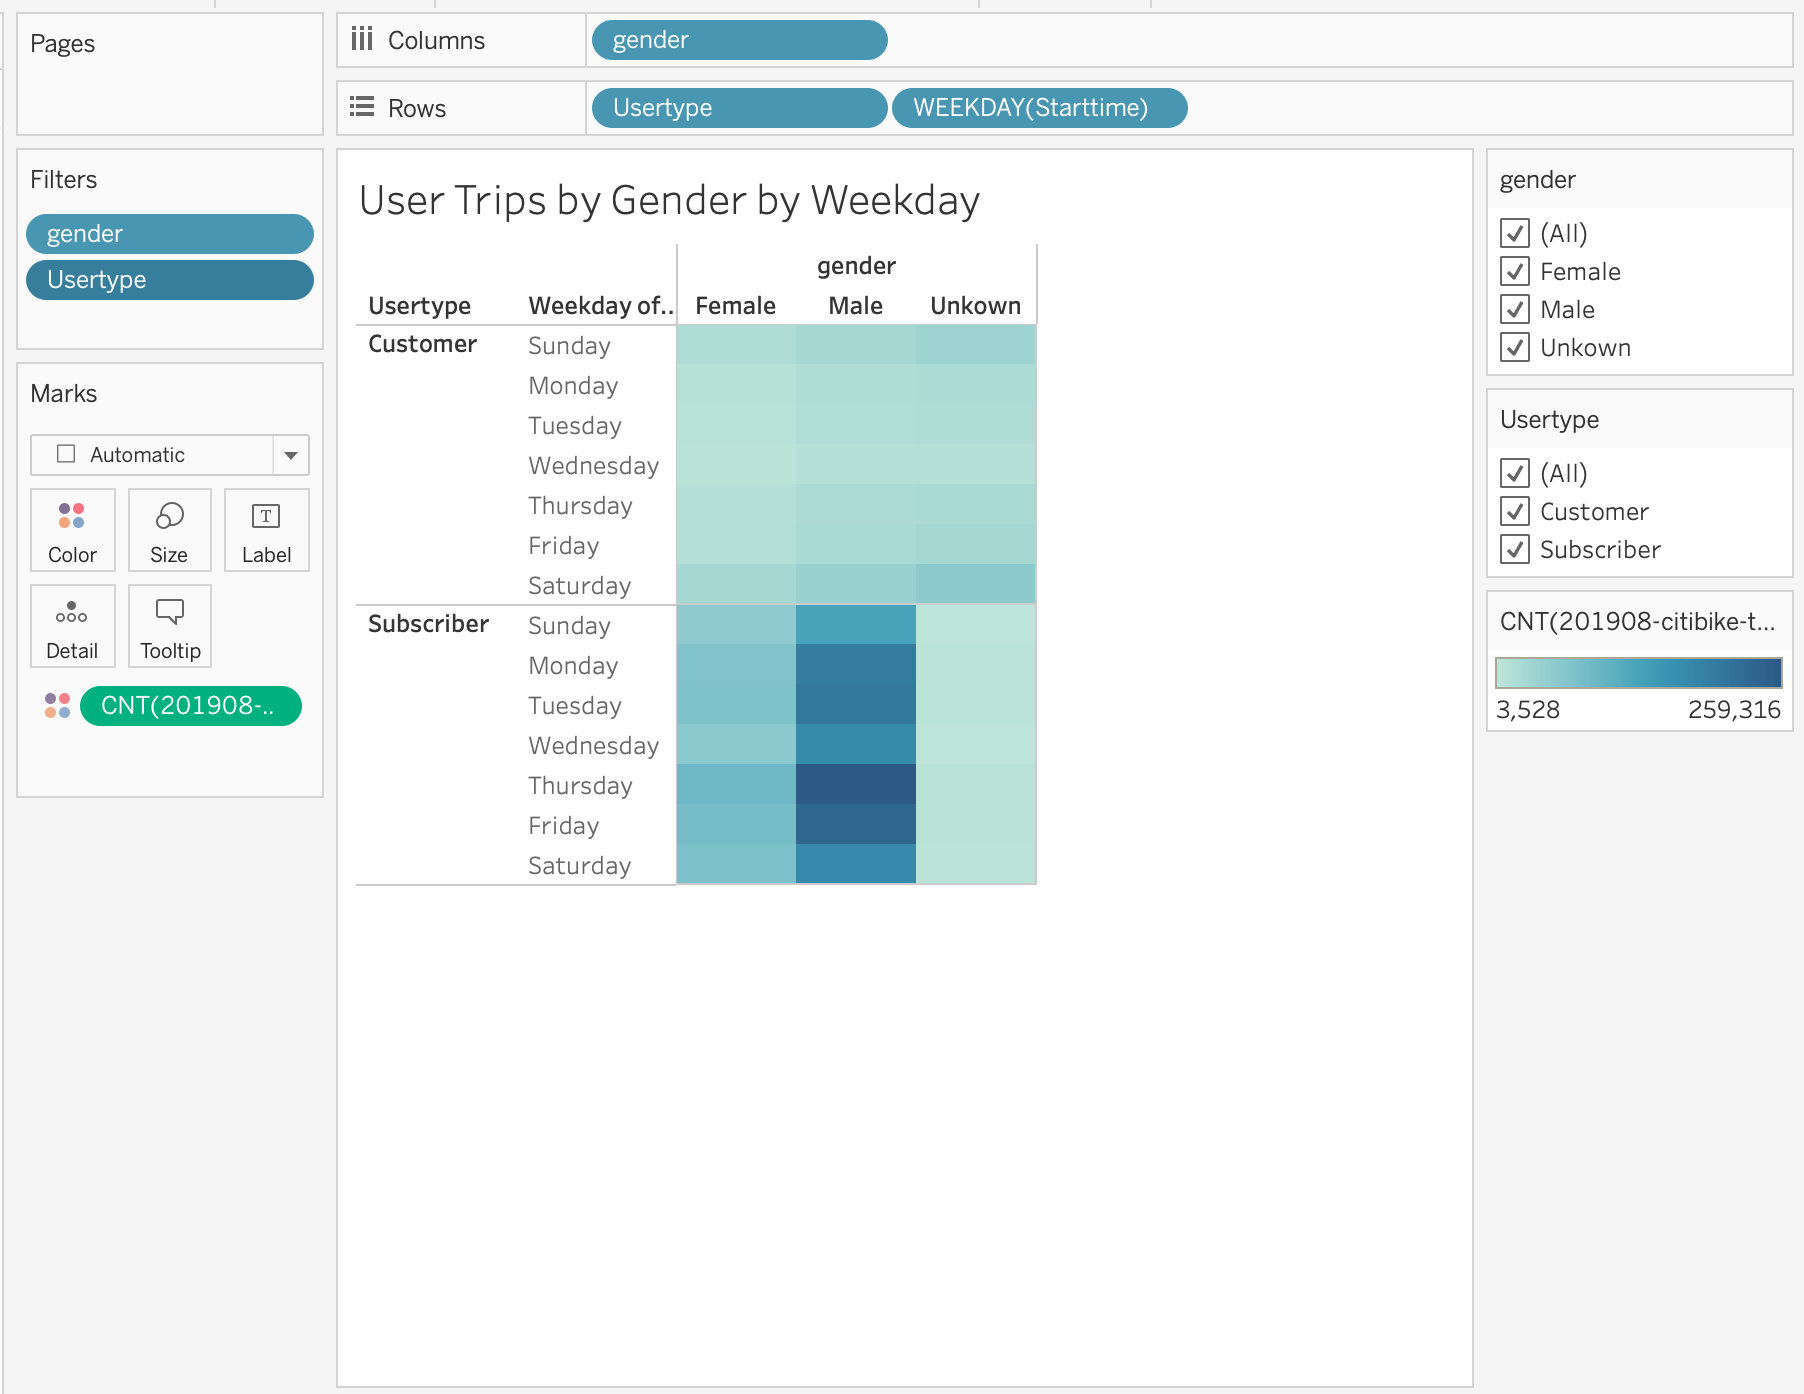 Pages
Columns
gender
Rows
Usertype
WEEKDAY(Starttime)
Filters
gender
Usertype
Marks
Automatic
Color
Size
T
Label
Detail
Tooltip
CNT(201908-..
User Trips by Gender by Weekday
gender
Usertype Weekday of.. Female Male Unkown
Customer Sunday
Monday
Tuesday
Wednesday
Thursday
Friday
Saturday
Subscriber Sunday
Monday
Tuesday
Wednesday
Thursday
Friday
Saturday
gender
(All)
Female
Male
Unkown
Usertype
(All)
Customer
Subscriber
CNT(201908-citibike-t...
3,528 259,316